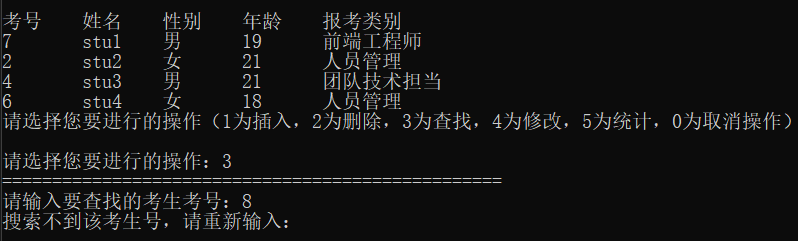 考号 姓名 性别 年龄 报考类别
7 stu1 男 19 前端工程师
2 stu2 女 21 人员管理
4 stu3 男 21 团队技术担当
6 stu4 女 18 人员管理
请选择您要进行的操作（1为插入，2为删除，3为查找，4为修改，5为统计，0为取消操作）
请选择您要进行的操作：3
==================================================
请输入要查找的考生考号：8
搜索不到该考生号，请重新输入：